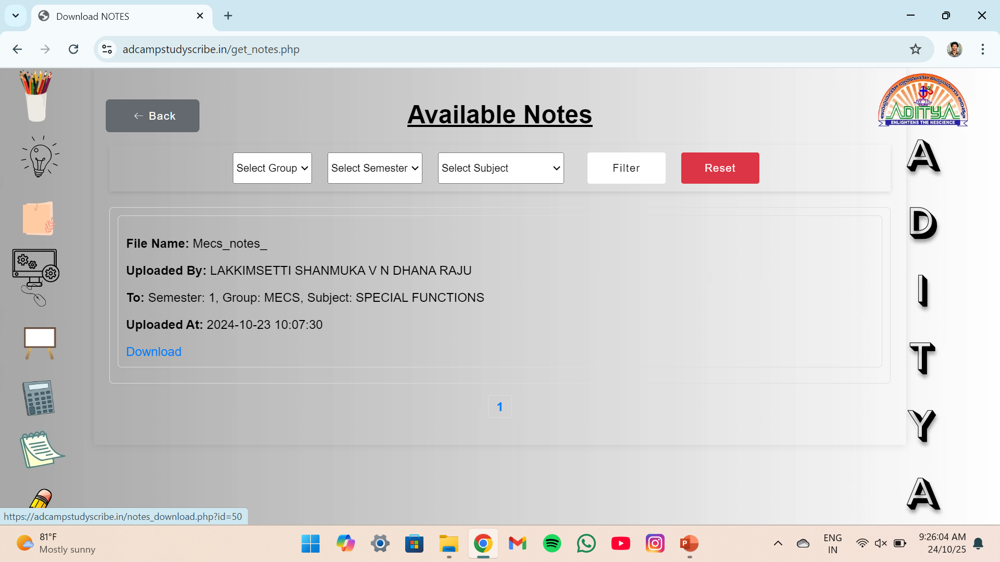 Download NOTES
adcampstudyscribe.in/get_notes.php
← Back
Available Notes
ADITYA
ENLIGHTENS THE NESCIENCE
Select Group
Select Semester
Select Subject
Filter
Reset
File Name: Mecs_notes_
Uploaded By: LAKKIMSETTI SHANMUKA V N DHANA RAJU
To: Semester: 1, Group: MECS, Subject: SPECIAL FUNCTIONS
Uploaded At: 2024-10-23 10:07:30
Download
1
A
D
I
T
Y
A
https://adcampstudyscribe.in/notes_download.php?id=50
81°F
Mostly sunny
ENG
IN
9:26:04 AM
24/10/25